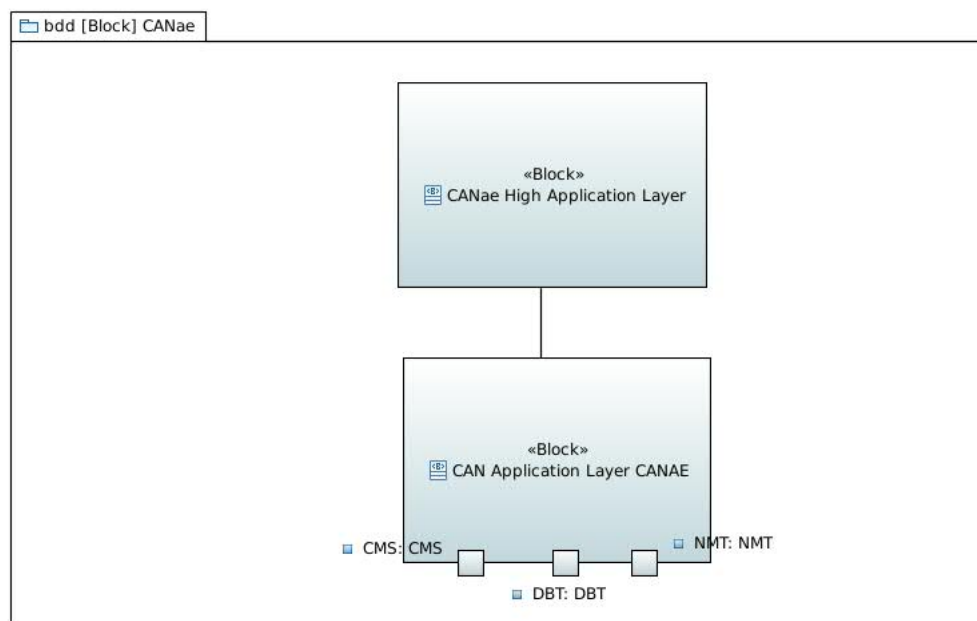 bdd [Block] CANae
«Block»
CANae High Application Layer
«Block»
CAN Application Layer CANAE
CMS: CMS
NMT: NMT
DBT: DBT